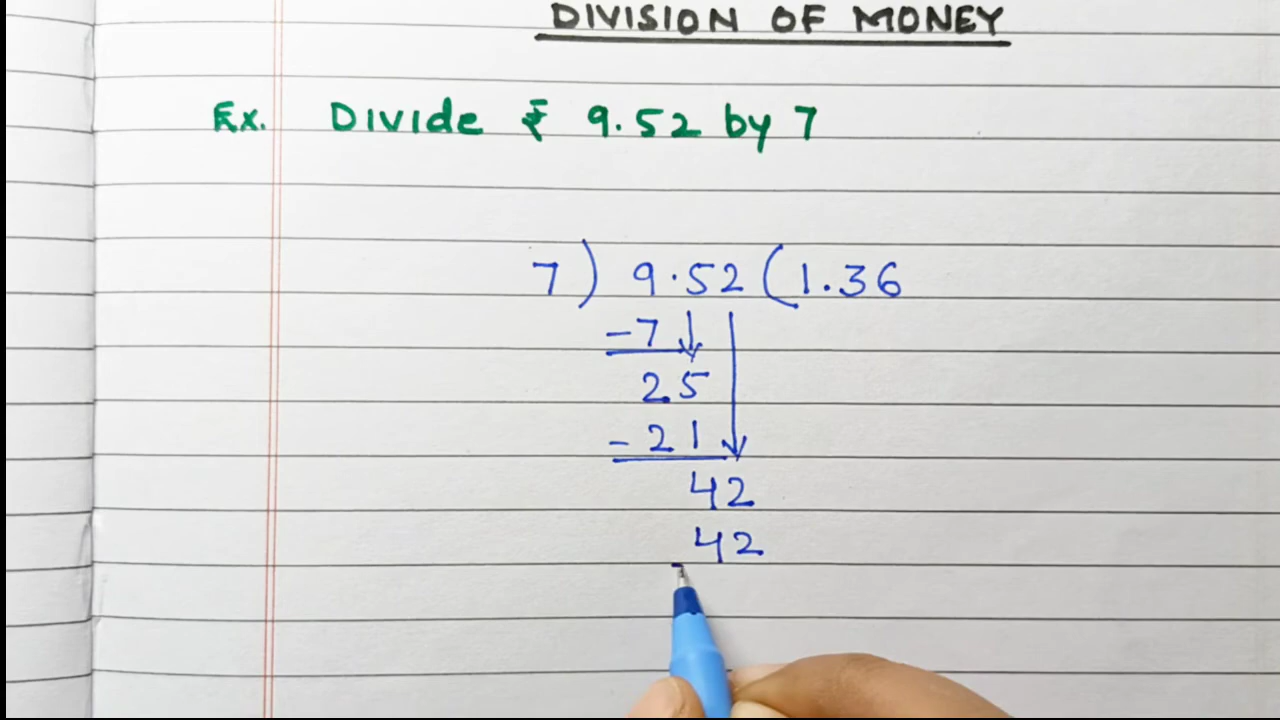 DIVISION OF MONEY
Ex. Divide ₹ 9.52 by 7
7) 9.52 (1.36
-7
25
-21
42
42